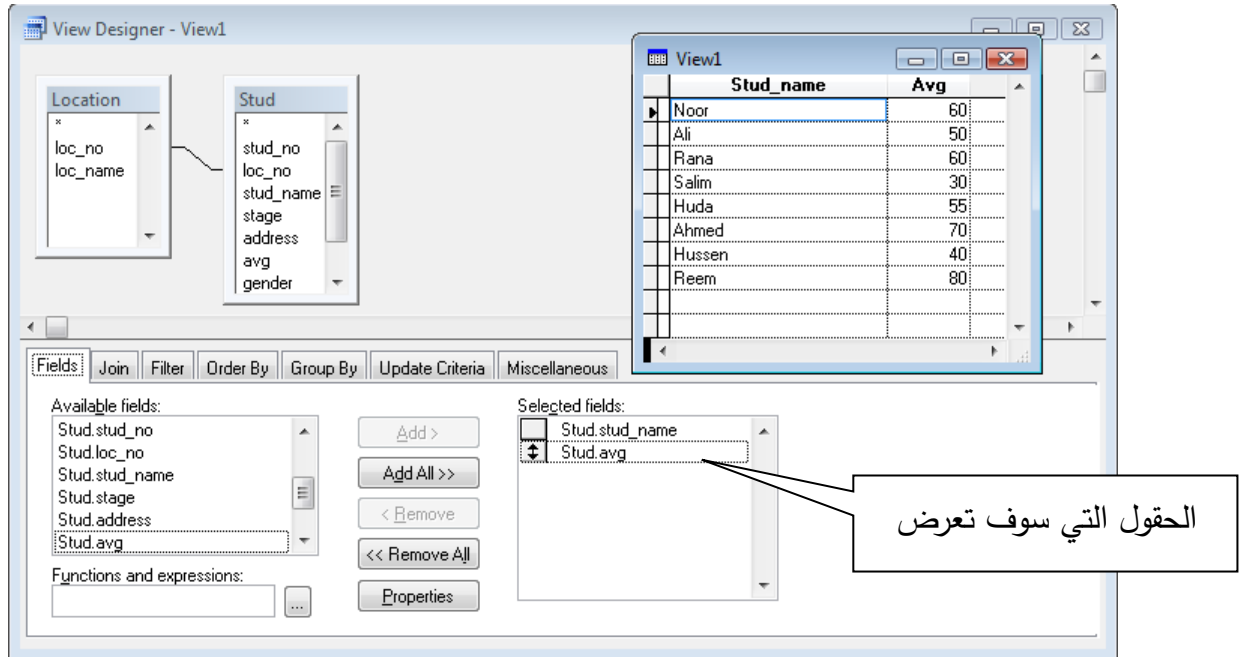 View Designer - View1
Location
*
loc_no
loc_name
Stud
*
stud_no
loc_no
stud_name
stage
address
avg
gender
View1
Stud_name Avg
Noor 60
Ali 50
Rana 60
Salim 30
Huda 55
Ahmed 70
Hussen 40
Reem 80
Fields Join Filter Order By Group By Update Criteria Miscellaneous
Available fields:
Stud.stud_no
Stud.loc_no
Stud.stud_name
Stud.stage
Stud.address
Stud.avg
Functions and expressions:
...
Add >
Add All >>
< Remove
<< Remove All
Properties
Selected fields:
Stud.stud_name
Stud.avg
الحقول التي سوف تعرض